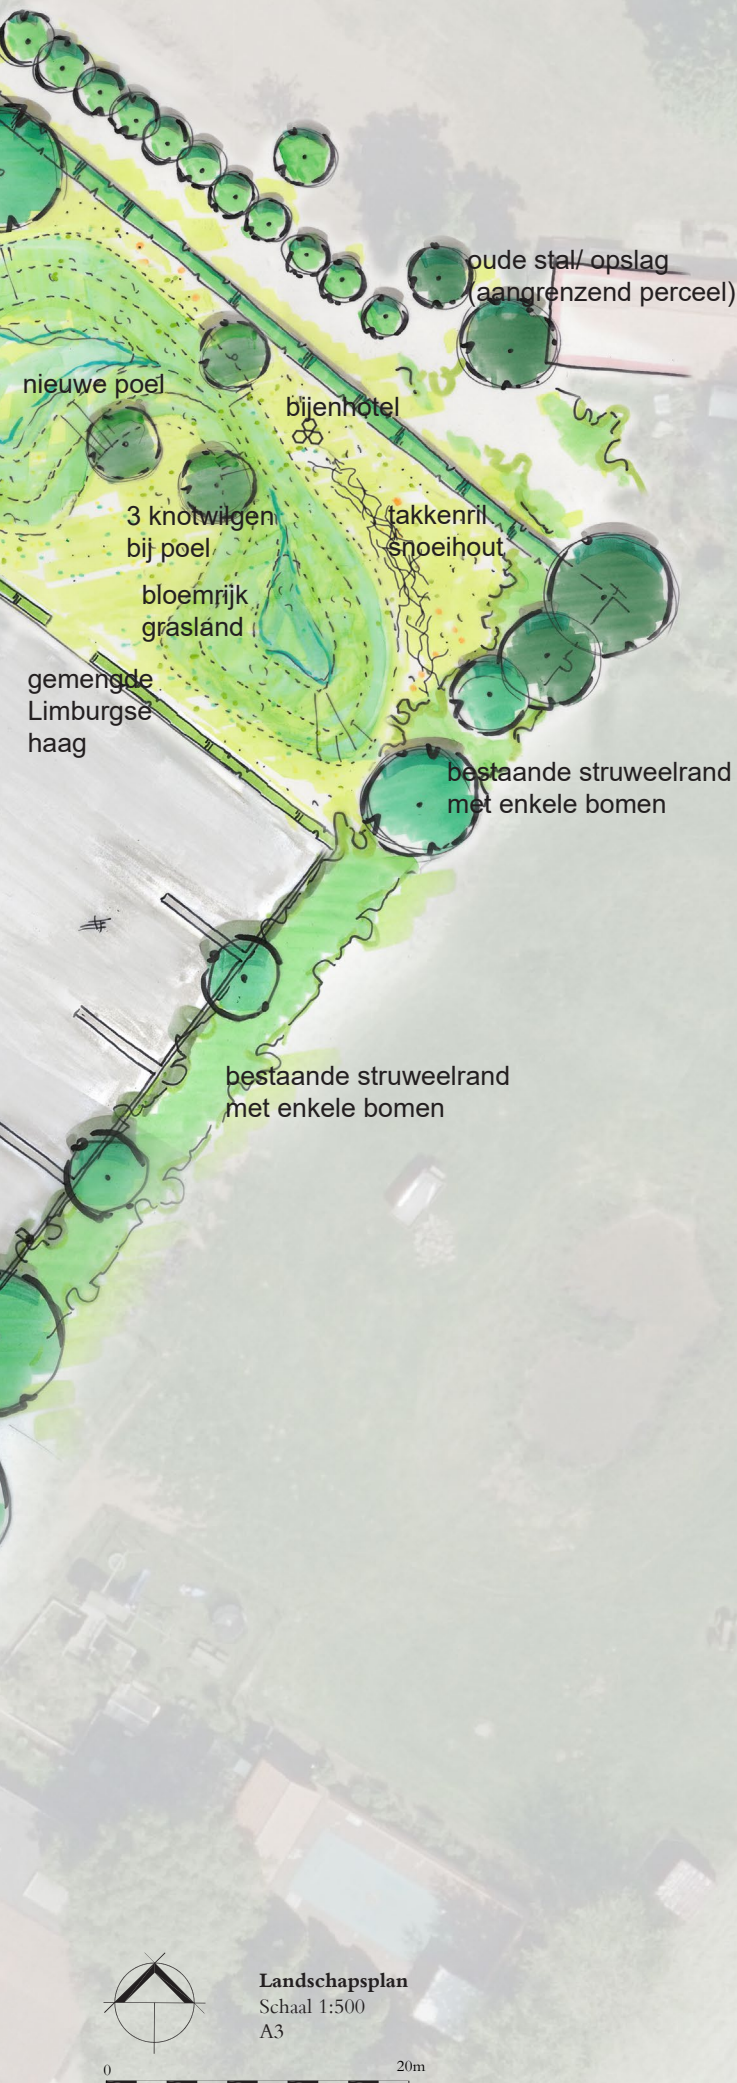 oude stal/ opslag
(aangrenzend perceel)
nieuwe poel
bijenhotel
3 knotwilgen
bij poel
takkenril
snoeihout
bloemrijk
grasland
gemengde
Limburgse
haag
bestaande struweelrand
met enkele bomen
bestaande struweelrand
met enkele bomen
Landschapsplan
Schaal 1:500
A3
0 20m